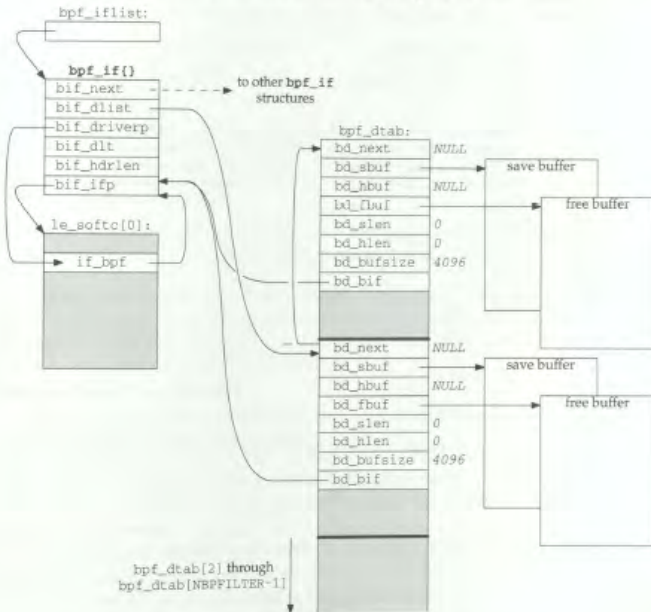 bpf_iflist:
bpf_if{}
bif_next
to other bpf_if
structures
bif_dlist
bif_driverp
bif_dlt
bif_hdrlen
bif_ifp
le_softc[0]:
if_bpf
bpf_dtab:
bd_next NULL
bd_sbuf
save buffer
bd_hbuf NULL
bd_fbuf
free buffer
bd_slen 0
bd_hlen 0
bd_bufsize 4096
bd_bif
bd_next NULL
bd_sbuf
save buffer
bd_hbuf NULL
bd_fbuf
free buffer
bd_slen 0
bd_hlen 0
bd_bufsize 4096
bd_bif
bpf_dtab[2] through
bpf_dtab[NBPFILTER-1]